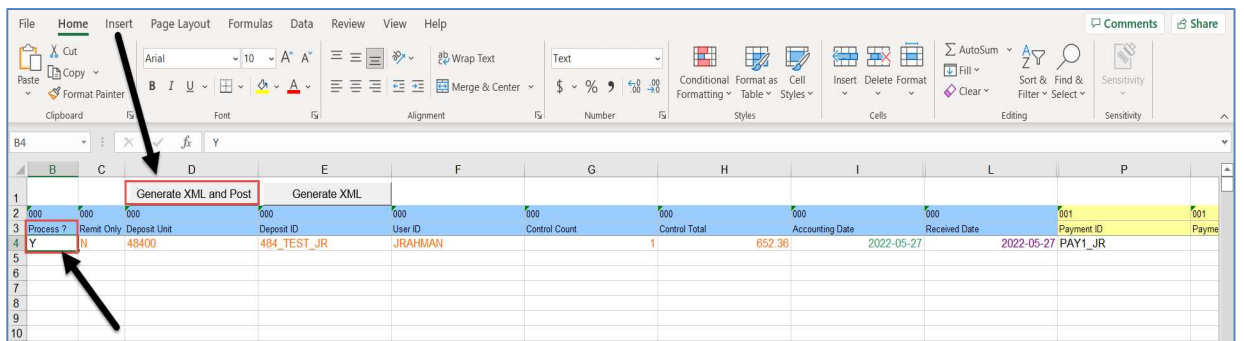 File Home Insert Page Layout Formulas Data Review View Help Comments Share
Cut
Copy
Format Painter
Paste
Clipboard
Arial 10 A^ A˅
B I U A
Font
ab Wrap Text
Merge & Center
Alignment
Text
$ % 9 .00 .00
Number
Conditional Formatting Format as Table Cell Styles
Styles
Insert Delete Format
Cells
AutoSum
Fill
Clear
Sort & Filter Find & Select
Editing
Sensitivity
Sensitivity
B4 fx Y
B C D E F G H I L P
1 Generate XML and Post Generate XML
2 000 000 000 000 000 000 000 000 000 001 001
3 Process ? Remit Only Deposit Unit Deposit ID User ID Control Count Control Total Accounting Date Received Date Payment ID Payme
4 Y N 48400 484_TEST_JR JRAHMAN 1 652.36 2022-05-27 2022-05-27 PAY1_JR
5
6
7
8
9
10